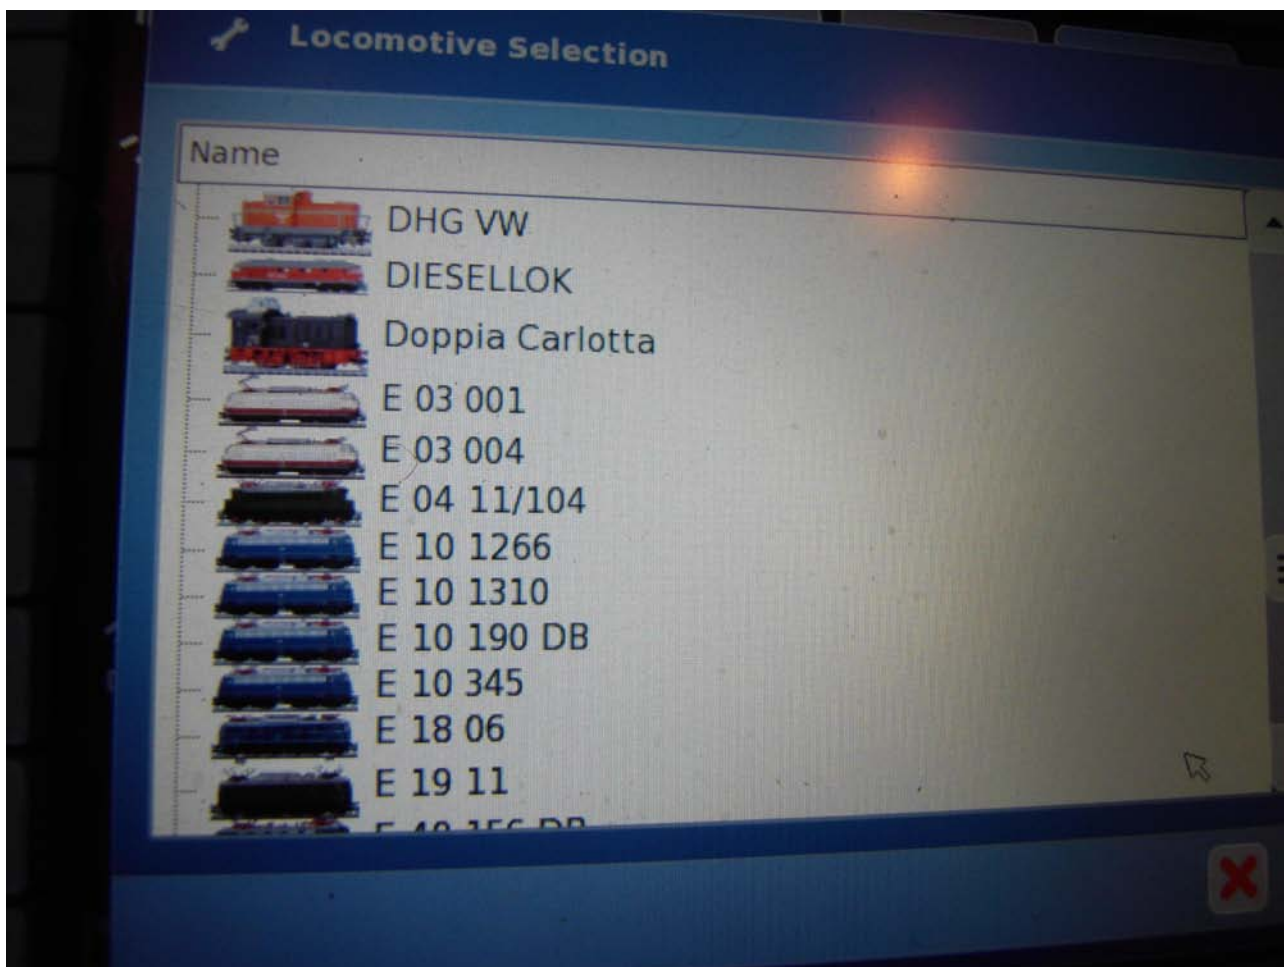 Locomotive Selection
Name
DHG VW
DIESELLOK
Doppia Carlotta
E 03 001
E 03 004
E 04 11/104
E 10 1266
E 10 1310
E 10 190 DB
E 10 345
E 18 06
E 19 11